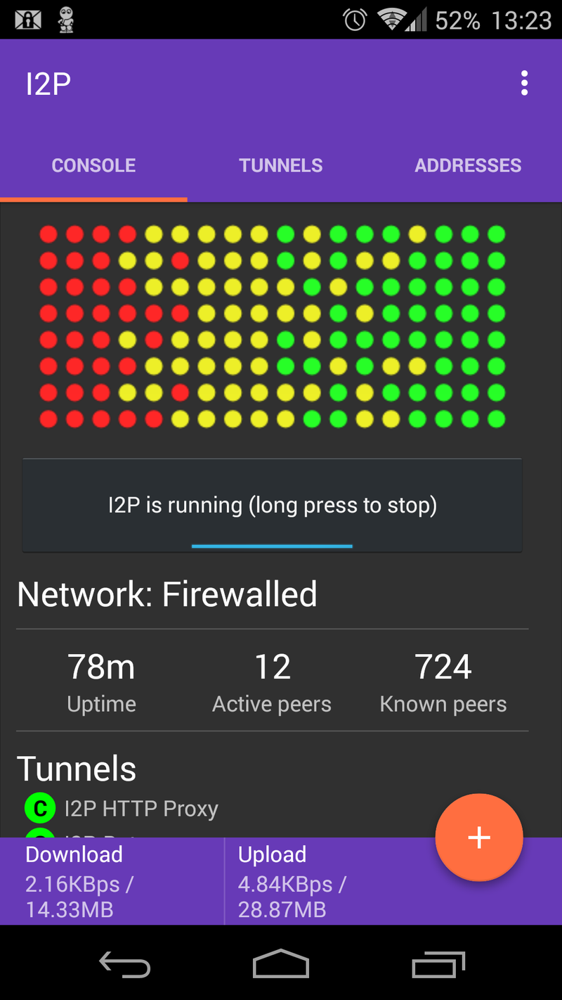 52% 13:23
I2P
CONSOLE TUNNELS ADDRESSES
I2P is running (long press to stop)
Network: Firewalled
78m 12 724
Uptime Active peers Known peers
Tunnels
C I2P HTTP Proxy
Download Upload
2.16KBps / 4.84KBps /
14.33MB 28.87MB